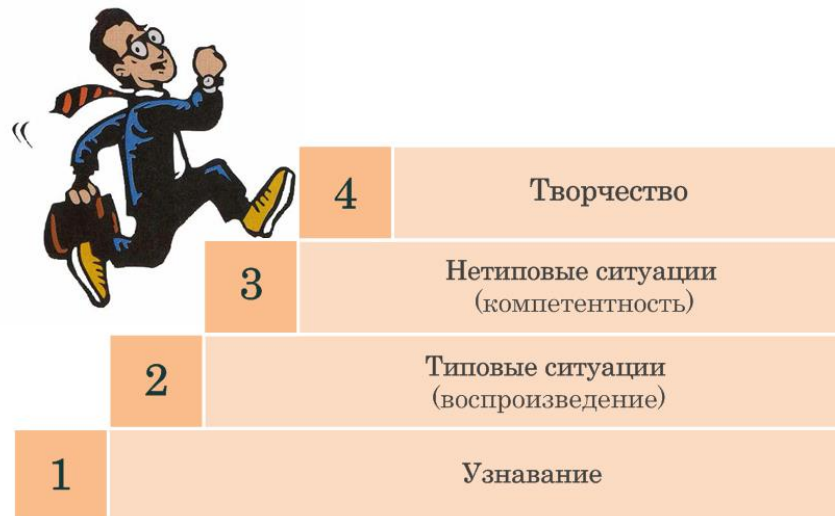 4 Творчество
3 Нетиповые ситуации
(компетентность)
2 Типовые ситуации
(воспроизведение)
1 Узнавание